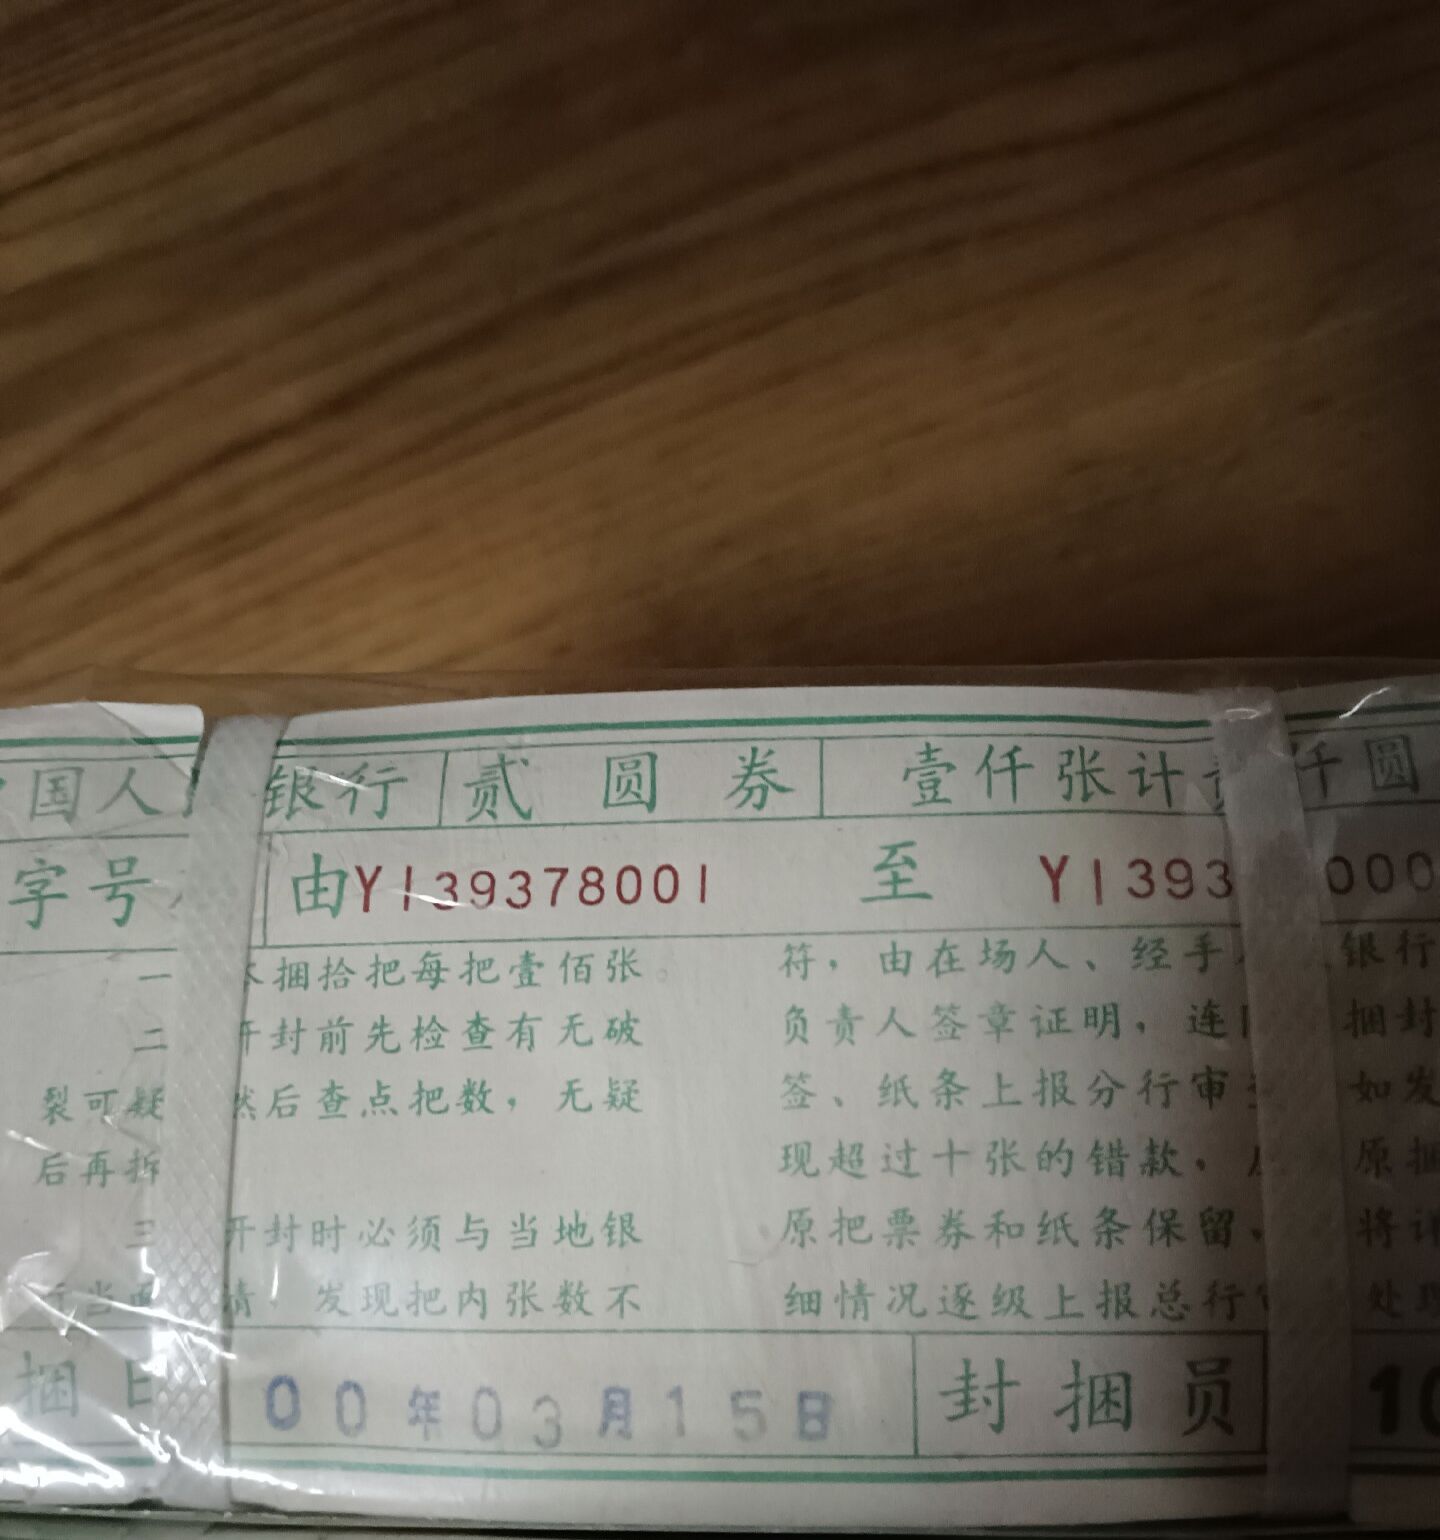 国人 银行 贰圆券 壹仟张计 仟圆
字号 由Y139378001 至 Y1393 000
一 捆拾把每把壹佰张。
二 开封前先检查有无破
裂可疑 然后查点把数，无疑
后再拆
三 开封时必须与当地银
清 发现把内张数不
符，由在场人、经手 银行
负责人签章证明，连 捆封
签、纸条上报分行审 如发
现超过十张的错款， 原捆
原把票券和纸条保留， 将详
细情况逐级上报总行 处理
捆日 00年03月15日 封捆员 10